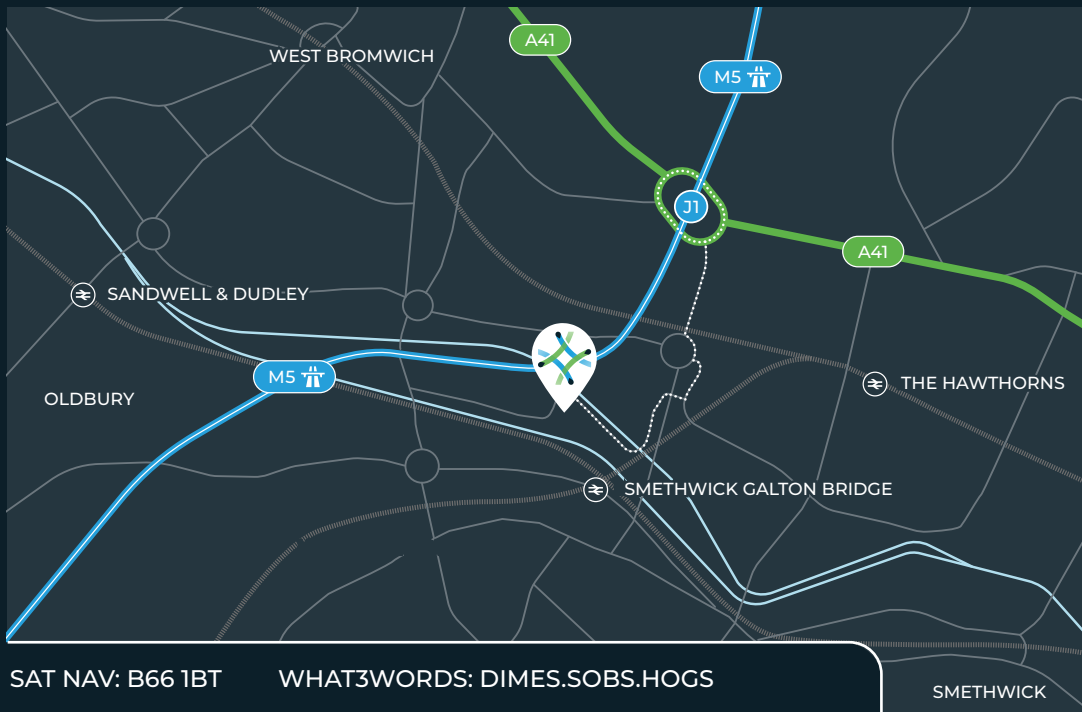 A41
WEST BROMWICH
M5
J1
A41
SANDWELL & DUDLEY
M5
THE HAWTHORNS
OLDBURY
SMETHWICK GALTON BRIDGE
SAT NAV: B66 1BT
WHAT3WORDS: DIMES.SOBS.HOGS
SMETHWICK